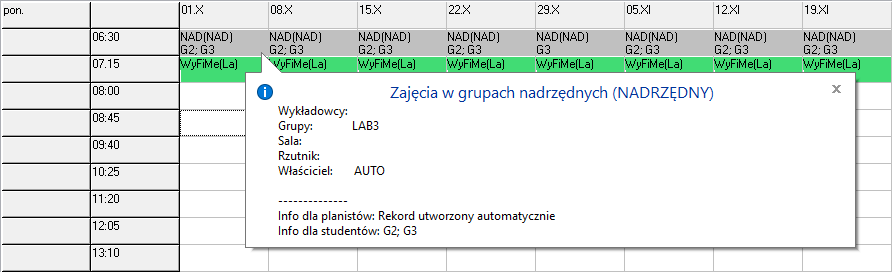 pon. 01.X 08.X 15.X 22.X 29.X 05.XI 12.XI 19.XI
06:30 NAD(NAD) NAD(NAD) NAD(NAD) NAD(NAD) NAD(NAD) NAD(NAD) NAD(NAD) NAD(NAD)
G2; G3 G2; G3 G2; G3 G2; G3 G3 G2; G3 G2; G3 G2; G3
07.15 WyFiMe(La) WyFiMe(La) WyFiMe(La) WyFiMe(La) WyFiMe(La) WyFiMe(La) WyFiMe(La) WyFiMe(La)
08:00
Zajęcia w grupach nadrzędnych (NADRZĘDNY)
Wykładowcy:
08:45
Grupy: LAB3
Sala:
09:40
Rzutnik:
10:25
Właściciel: AUTO
11:20
--------------
Info dla planistów: Rekord utworzony automatycznie
12:05
Info dla studentów: G2; G3
13:10